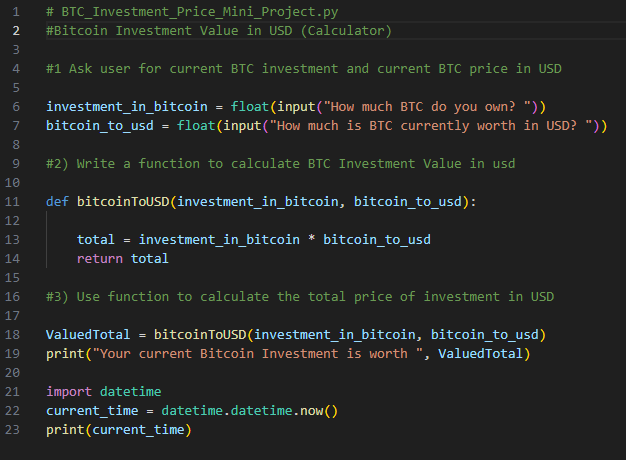 1 # BTC_Investment_Price_Mini_Project.py
2 #Bitcoin Investment Value in USD (Calculator)
3
4 #1 Ask user for current BTC investment and current BTC price in USD
5
6 investment_in_bitcoin = float(input("How much BTC do you own? "))
7 bitcoin_to_usd = float(input("How much is BTC currently worth in USD? "))
8
9 #2) Write a function to calculate BTC Investment Value in usd
10
11 def bitcoinToUSD(investment_in_bitcoin, bitcoin_to_usd):
12
13     total = investment_in_bitcoin * bitcoin_to_usd
14     return total
15
16 #3) Use function to calculate the total price of investment in USD
17
18 ValuedTotal = bitcoinToUSD(investment_in_bitcoin, bitcoin_to_usd)
19 print("Your current Bitcoin Investment is worth ", ValuedTotal)
20
21 import datetime
22 current_time = datetime.datetime.now()
23 print(current_time)